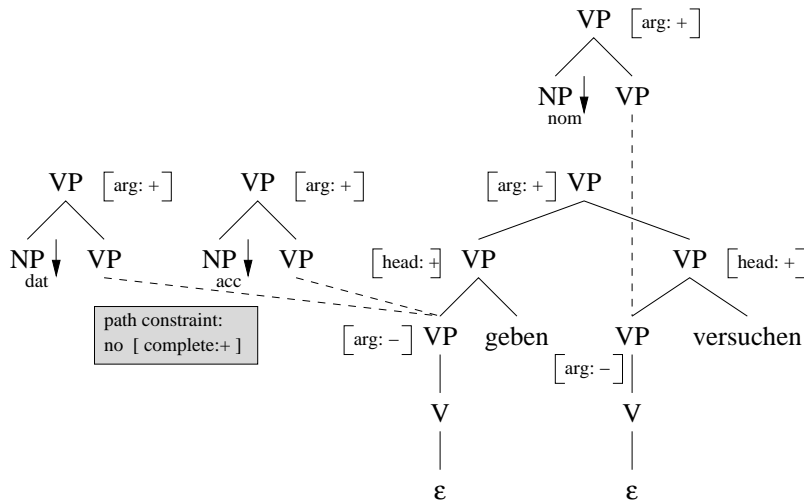 VP [arg: +]
NP VP
nom
VP [arg: +] VP [arg: +] [arg: +] VP
NP VP NP VP [head: +] VP VP [head: +]
dat acc
path constraint:
no [ complete:+ ]
[arg: −] VP geben VP versuchen
[arg: −]
V V
ε ε